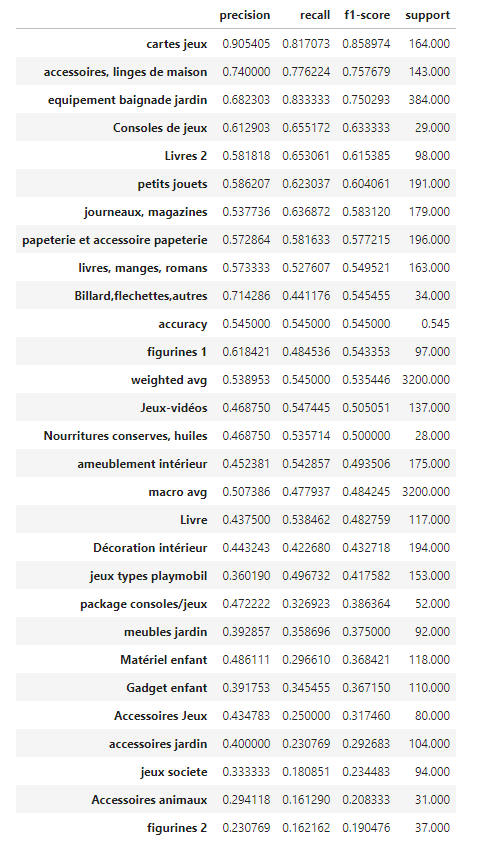 precision recall f1-score support
cartes jeux 0.905405 0.817073 0.858974 164.000
accessoires, linges de maison 0.740000 0.776224 0.757679 143.000
equipement baignade jardin 0.682303 0.833333 0.750293 384.000
Consoles de jeux 0.612903 0.655172 0.633333 29.000
Livres 2 0.581818 0.653061 0.615385 98.000
petits jouets 0.586207 0.623037 0.604061 191.000
journeaux, magazines 0.537736 0.636872 0.583120 179.000
papeterie et accessoire papeterie 0.572864 0.581633 0.577215 196.000
livres, manges, romans 0.573333 0.527607 0.549521 163.000
Billard,flechettes,autres 0.714286 0.441176 0.545455 34.000
accuracy 0.545000 0.545000 0.545000 0.545
figurines 1 0.618421 0.484536 0.543353 97.000
weighted avg 0.538953 0.545000 0.535446 3200.000
Jeux-vidéos 0.468750 0.547445 0.505051 137.000
Nourritures conserves, huiles 0.468750 0.535714 0.500000 28.000
ameublement intérieur 0.452381 0.542857 0.493506 175.000
macro avg 0.507386 0.477937 0.484245 3200.000
Livre 0.437500 0.538462 0.482759 117.000
Décoration intérieur 0.443243 0.422680 0.432718 194.000
jeux types playmobil 0.360190 0.496732 0.417582 153.000
package consoles/jeux 0.472222 0.326923 0.386364 52.000
meubles jardin 0.392857 0.358696 0.375000 92.000
Matériel enfant 0.486111 0.296610 0.368421 118.000
Gadget enfant 0.391753 0.345455 0.367150 110.000
Accessoires Jeux 0.434783 0.250000 0.317460 80.000
accessoires jardin 0.400000 0.230769 0.292683 104.000
jeux societe 0.333333 0.180851 0.234483 94.000
Accessoires animaux 0.294118 0.161290 0.208333 31.000
figurines 2 0.230769 0.162162 0.190476 37.000